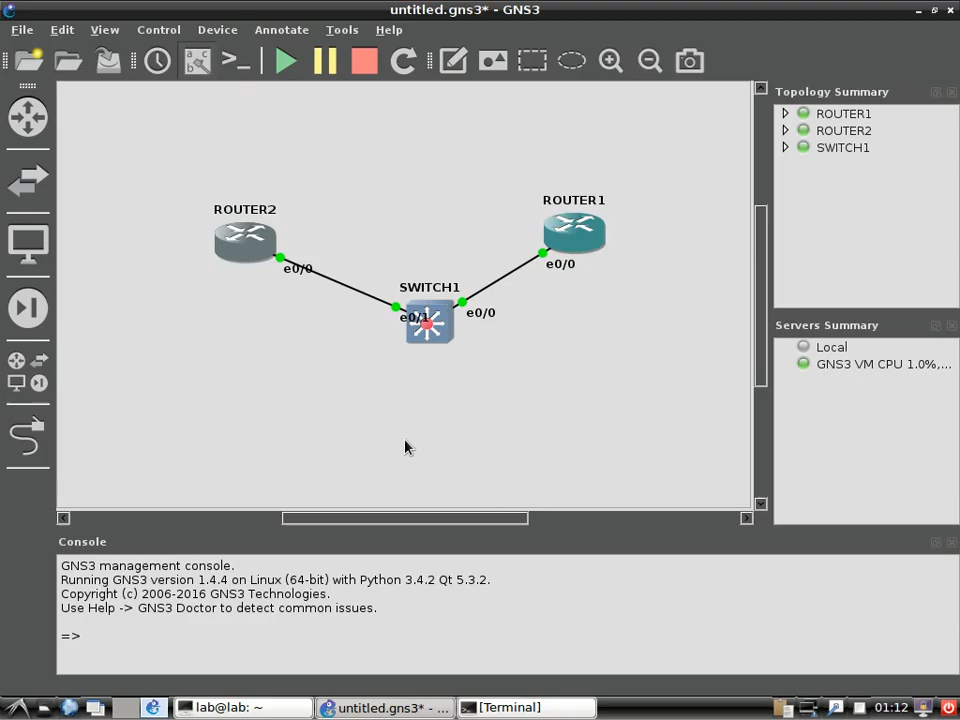 untitled.gns3* - GNS3
File Edit View Control Device Annotate Tools Help
a
b
c
>_
Topology Summary
ROUTER1
ROUTER2
SWITCH1
ROUTER1
ROUTER2
e0/0
e0/0
SWITCH1
e0/0
e0/1
Servers Summary
Local
GNS3 VM CPU 1.0%,...
Console
GNS3 management console.
Running GNS3 version 1.4.4 on Linux (64-bit) with Python 3.4.2 Qt 5.3.2.
Copyright (c) 2006-2016 GNS3 Technologies.
Use Help -> GNS3 Doctor to detect common issues.
=>
lab@lab: ~
untitled.gns3* - ...
[Terminal]
01:12